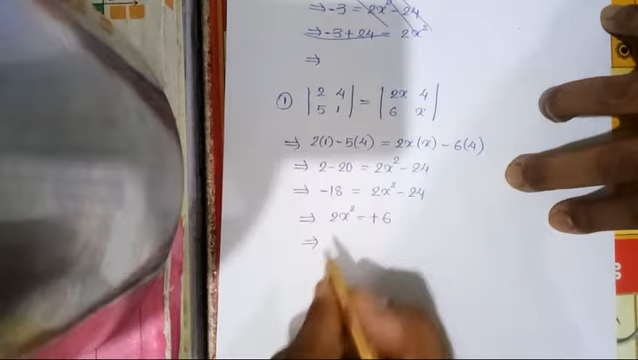 ⇒ -3 = 2x² - 24
⇒ -3 + 24 = 2x²
⇒
① |2 4| = |2x 4|
|5 1| |6 x|
⇒ 2(1) - 5(4) = 2x(x) - 6(4)
⇒ 2 - 20 = 2x² - 24
⇒ -18 = 2x² - 24
⇒ 2x² = +6
⇒